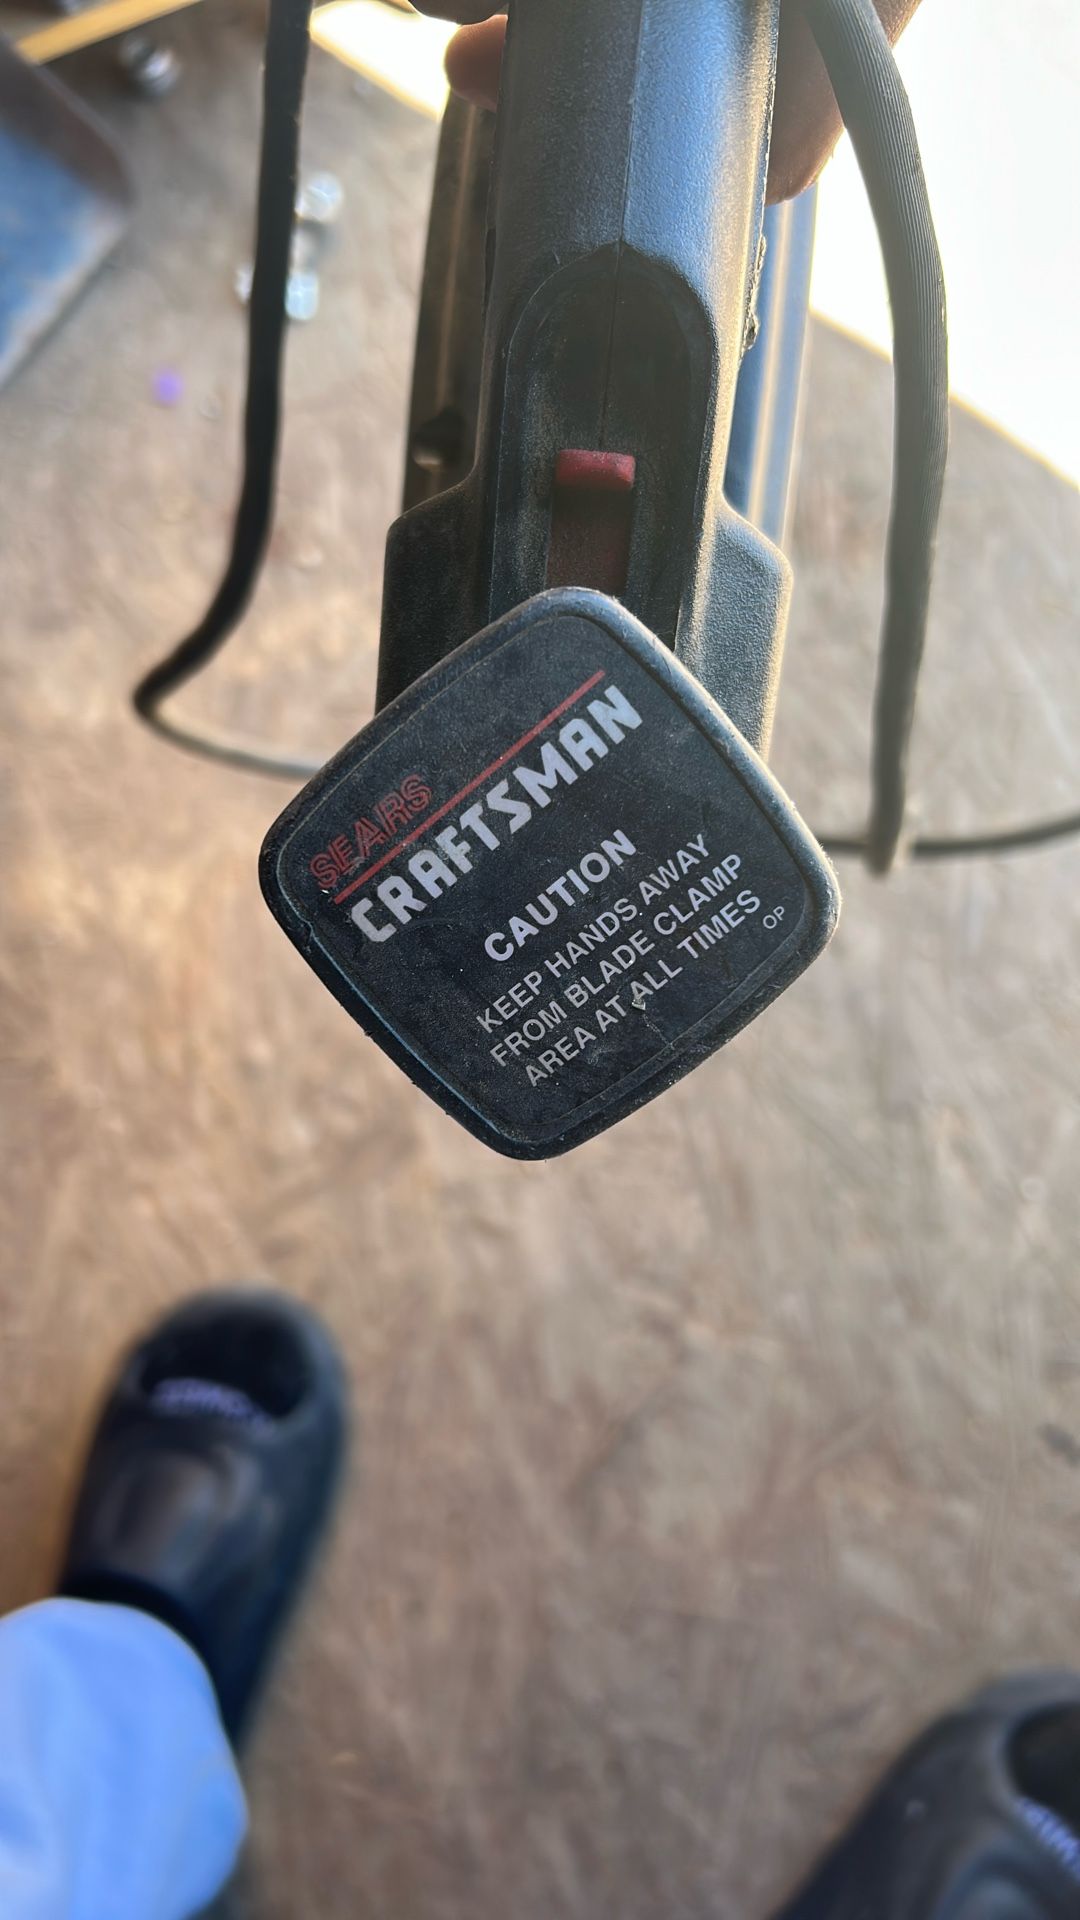 SEARS
CRAFTSMAN
CAUTION
KEEP HANDS AWAY
FROM BLADE CLAMP
AREA AT ALL TIMES
OP